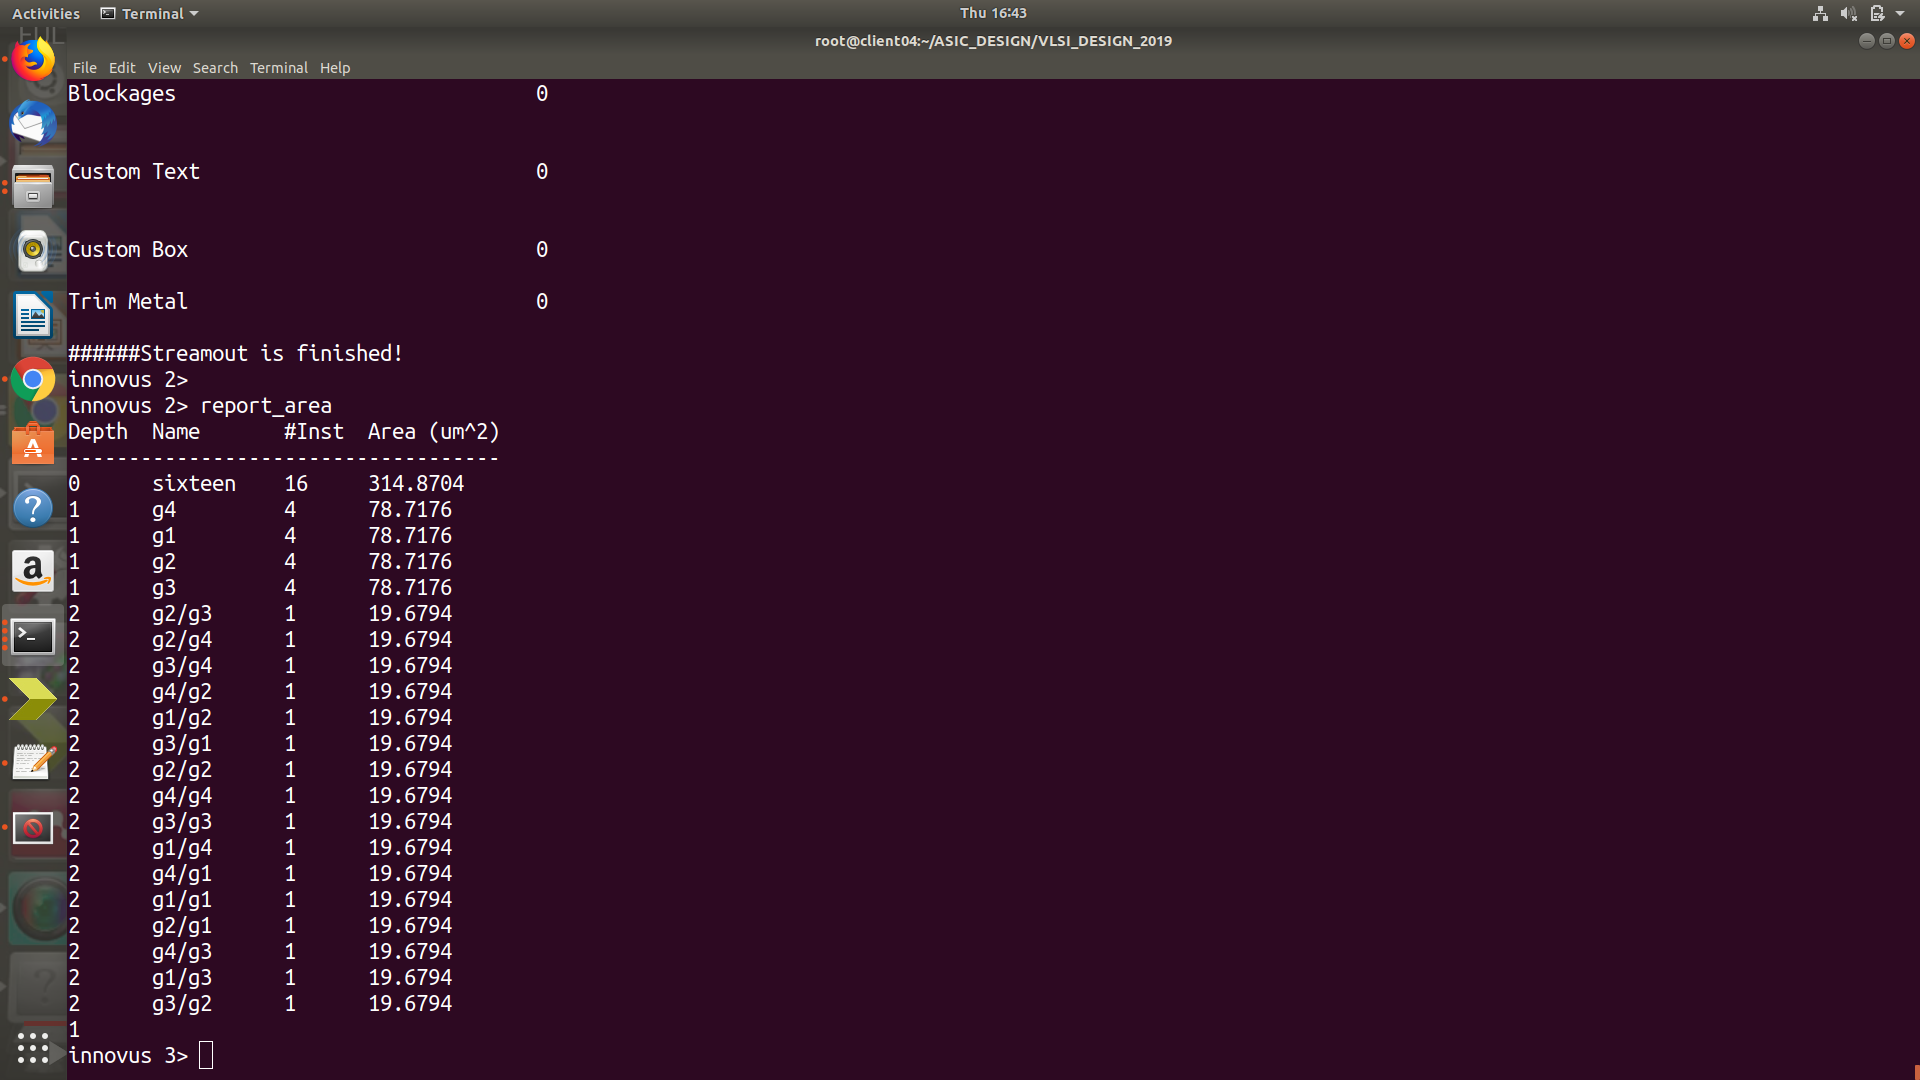 Activities Terminal Thu 16:43
root@client04:~/ASIC_DESIGN/VLSI_DESIGN_2019
File Edit View Search Terminal Help
Blockages 0
Custom Text 0
Custom Box 0
Trim Metal 0
######Streamout is finished!
innovus 2>
innovus 2> report_area
Depth Name #Inst Area (um^2)
------------------------------------
0 sixteen 16 314.8704
1 g4 4 78.7176
1 g1 4 78.7176
1 g2 4 78.7176
1 g3 4 78.7176
2 g2/g3 1 19.6794
2 g2/g4 1 19.6794
2 g3/g4 1 19.6794
2 g4/g2 1 19.6794
2 g1/g2 1 19.6794
2 g3/g1 1 19.6794
2 g2/g2 1 19.6794
2 g4/g4 1 19.6794
2 g3/g3 1 19.6794
2 g1/g4 1 19.6794
2 g4/g1 1 19.6794
2 g1/g1 1 19.6794
2 g2/g1 1 19.6794
2 g4/g3 1 19.6794
2 g1/g3 1 19.6794
2 g3/g2 1 19.6794
1
innovus 3>